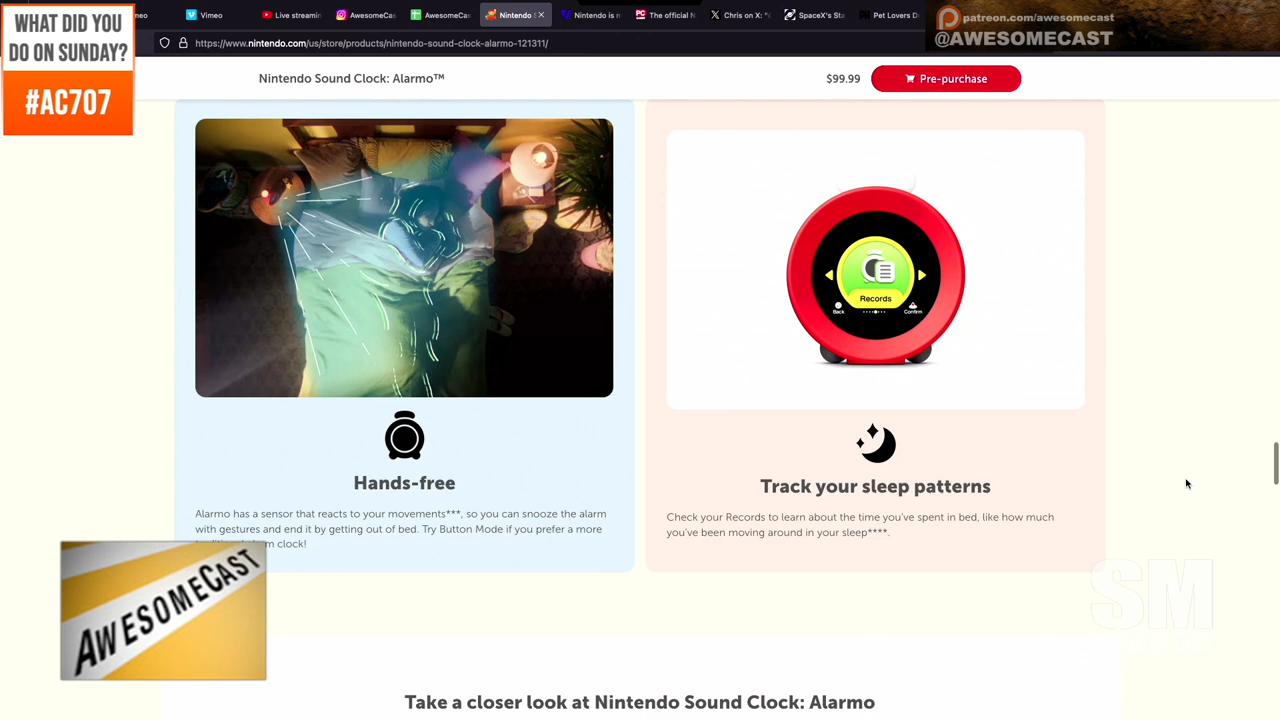 WHAT DID YOU
DO ON SUNDAY?
#AC707
Vimeo
Live streamin
AwesomeCas
AwesomeCas
Nintendo S
Nintendo is n
The official N
Chris on X: "(
SpaceX's Sta
Pet Lovers D
patreon.com/awesomecast
@AWESOMECAST
https://www.nintendo.com/us/store/products/nintendo-sound-clock-alarmo-121311/
Nintendo Sound Clock: Alarmo™
$99.99
Pre-purchase
Records
Back
Confirm
Hands-free
Alarmo has a sensor that reacts to your movements***, so you can snooze the alarm
with gestures and end it by getting out of bed. Try Button Mode if you prefer a more
clock!
Track your sleep patterns
Check your Records to learn about the time you've spent in bed, like how much
you've been moving around in your sleep****.
AWESOMECAST
SM
Take a closer look at Nintendo Sound Clock: Alarmo